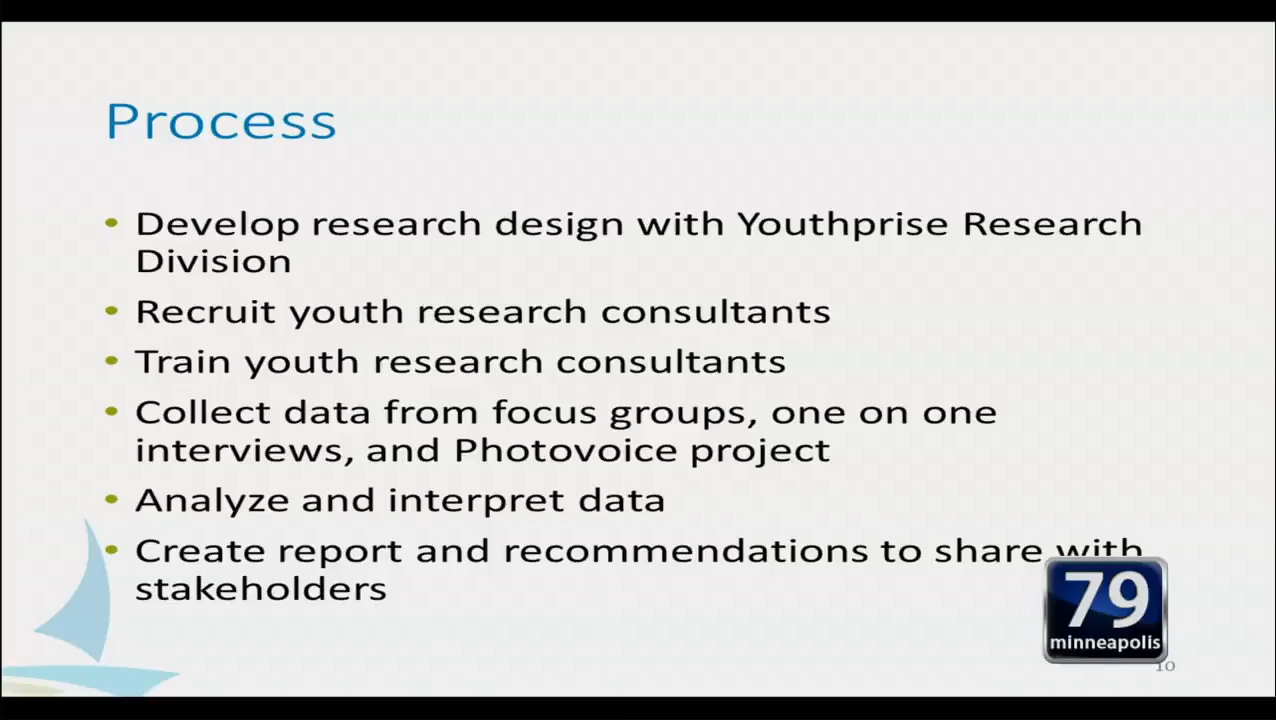 Process
• Develop research design with Youthprise Research
Division
• Recruit youth research consultants
• Train youth research consultants
• Collect data from focus groups, one on one
interviews, and Photovoice project
• Analyze and interpret data
• Create report and recommendations to share with
stakeholders
79
minneapolis
10